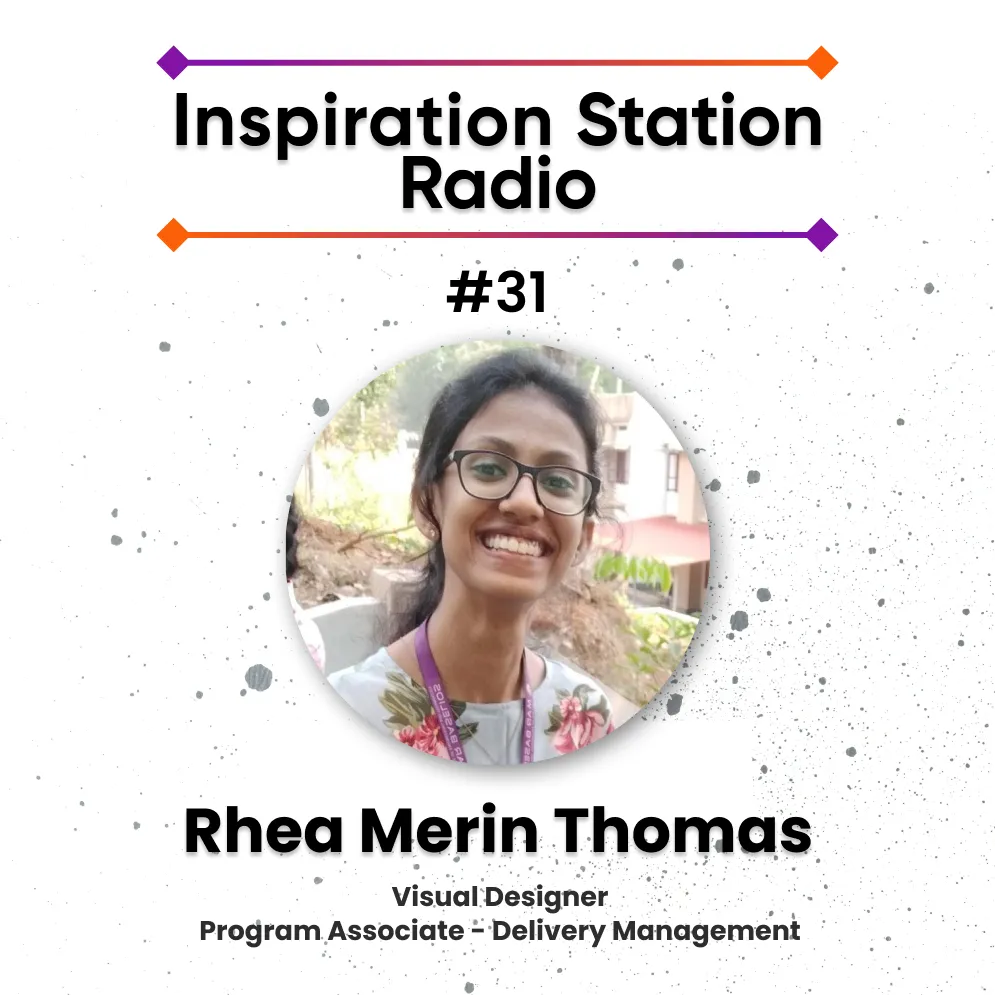 Inspiration Station
Radio
#31
Rhea Merin Thomas
Visual Designer
Program Associate - Delivery Management